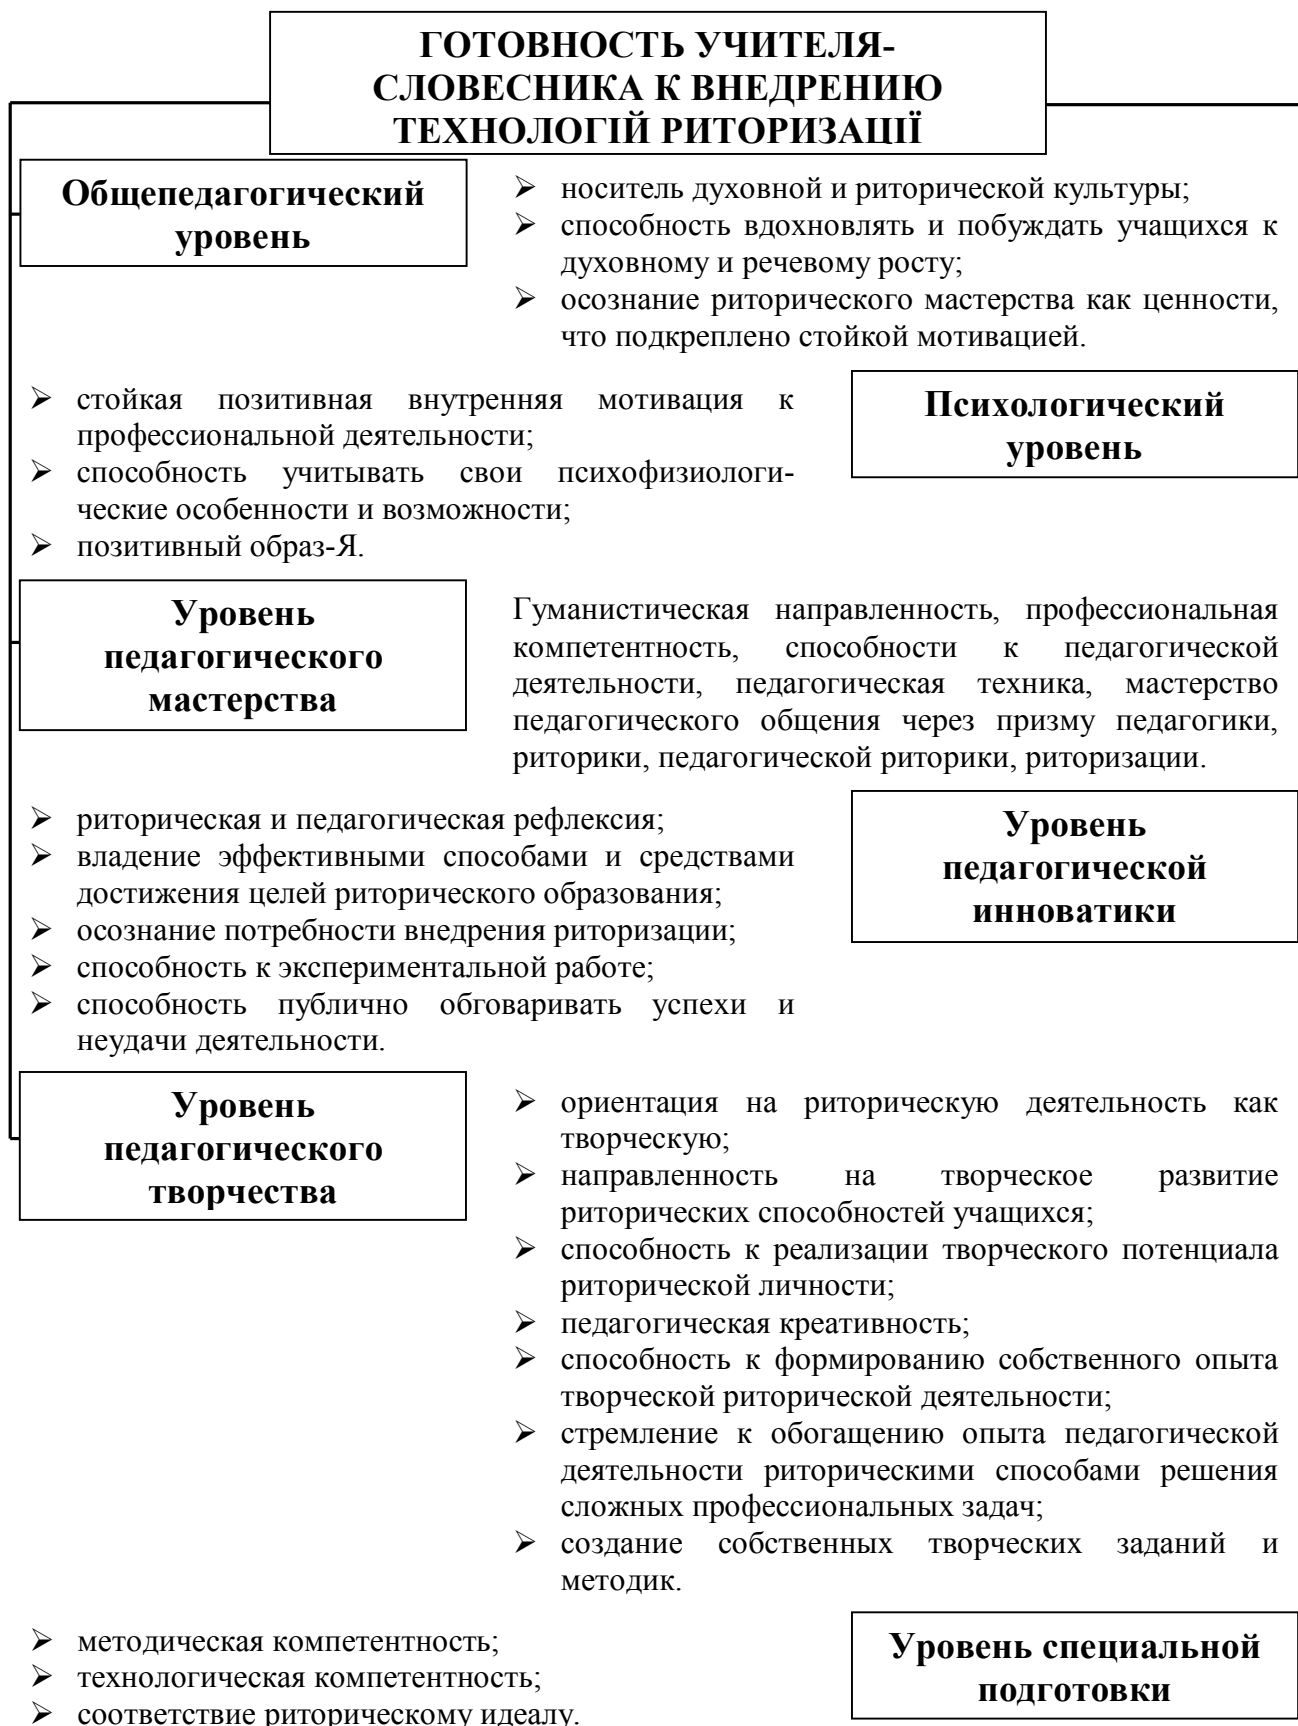 ГОТОВНОСТЬ УЧИТЕЛЯ-
СЛОВЕСНИКА К ВНЕДРЕНИЮ
ТЕХНОЛОГІЙ РИТОРИЗАЦІЇ
Общепедагогический
уровень
➢ носитель духовной и риторической культуры;
➢ способность вдохновлять и побуждать учащихся к
духовному и речевому росту;
➢ осознание риторического мастерства как ценности,
что подкреплено стойкой мотивацией.
➢ стойкая позитивная внутренняя мотивация к
профессиональной деятельности;
➢ способность учитывать свои психофизиологи-
ческие особенности и возможности;
➢ позитивный образ-Я.
Психологический
уровень
Уровень
педагогического
мастерства
Гуманистическая направленность, профессиональная
компетентность, способности к педагогической
деятельности, педагогическая техника, мастерство
педагогического общения через призму педагогики,
риторики, педагогической риторики, риторизации.
➢ риторическая и педагогическая рефлексия;
➢ владение эффективными способами и средствами
достижения целей риторического образования;
➢ осознание потребности внедрения риторизации;
➢ способность к экспериментальной работе;
➢ способность публично обговаривать успехи и
неудачи деятельности.
Уровень
педагогической
инноватики
Уровень
педагогического
творчества
➢ ориентация на риторическую деятельность как
творческую;
➢ направленность на творческое развитие
риторических способностей учащихся;
➢ способность к реализации творческого потенциала
риторической личности;
➢ педагогическая креативность;
➢ способность к формированию собственного опыта
творческой риторической деятельности;
➢ стремление к обогащению опыта педагогической
деятельности риторическими способами решения
сложных профессиональных задач;
➢ создание собственных творческих заданий и
методик.
➢ методическая компетентность;
➢ технологическая компетентность;
➢ соответствие риторическому идеалу.
Уровень специальной
подготовки